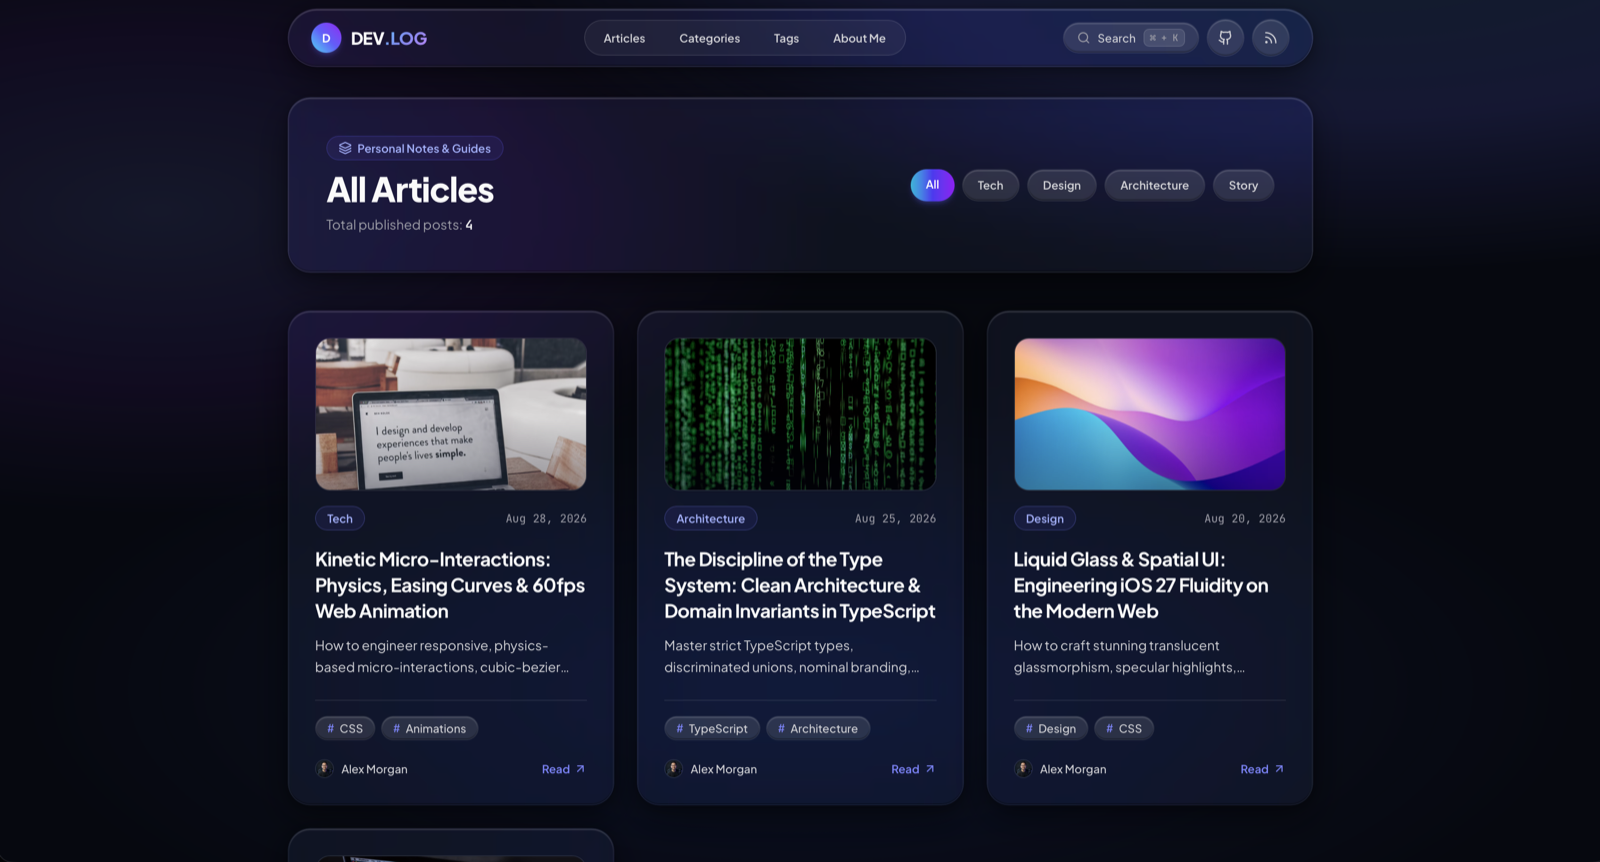 D DEV.LOG
Articles Categories Tags About Me
Search ⌘ + K
Personal Notes & Guides
All Articles
Total published posts: 4
All Tech Design Architecture Story
I design and develop
experiences that make
people's lives simple.
Tech Aug 28, 2026
Kinetic Micro-Interactions:
Physics, Easing Curves & 60fps
Web Animation
How to engineer responsive, physics-
based micro-interactions, cubic-bezier…
# CSS # Animations
Alex Morgan Read
Architecture Aug 25, 2026
The Discipline of the Type
System: Clean Architecture &
Domain Invariants in TypeScript
Master strict TypeScript types,
discriminated unions, nominal branding,…
# TypeScript # Architecture
Alex Morgan Read
Design Aug 20, 2026
Liquid Glass & Spatial UI:
Engineering iOS 27 Fluidity on
the Modern Web
How to craft stunning translucent
glassmorphism, specular highlights,…
# Design # CSS
Alex Morgan Read